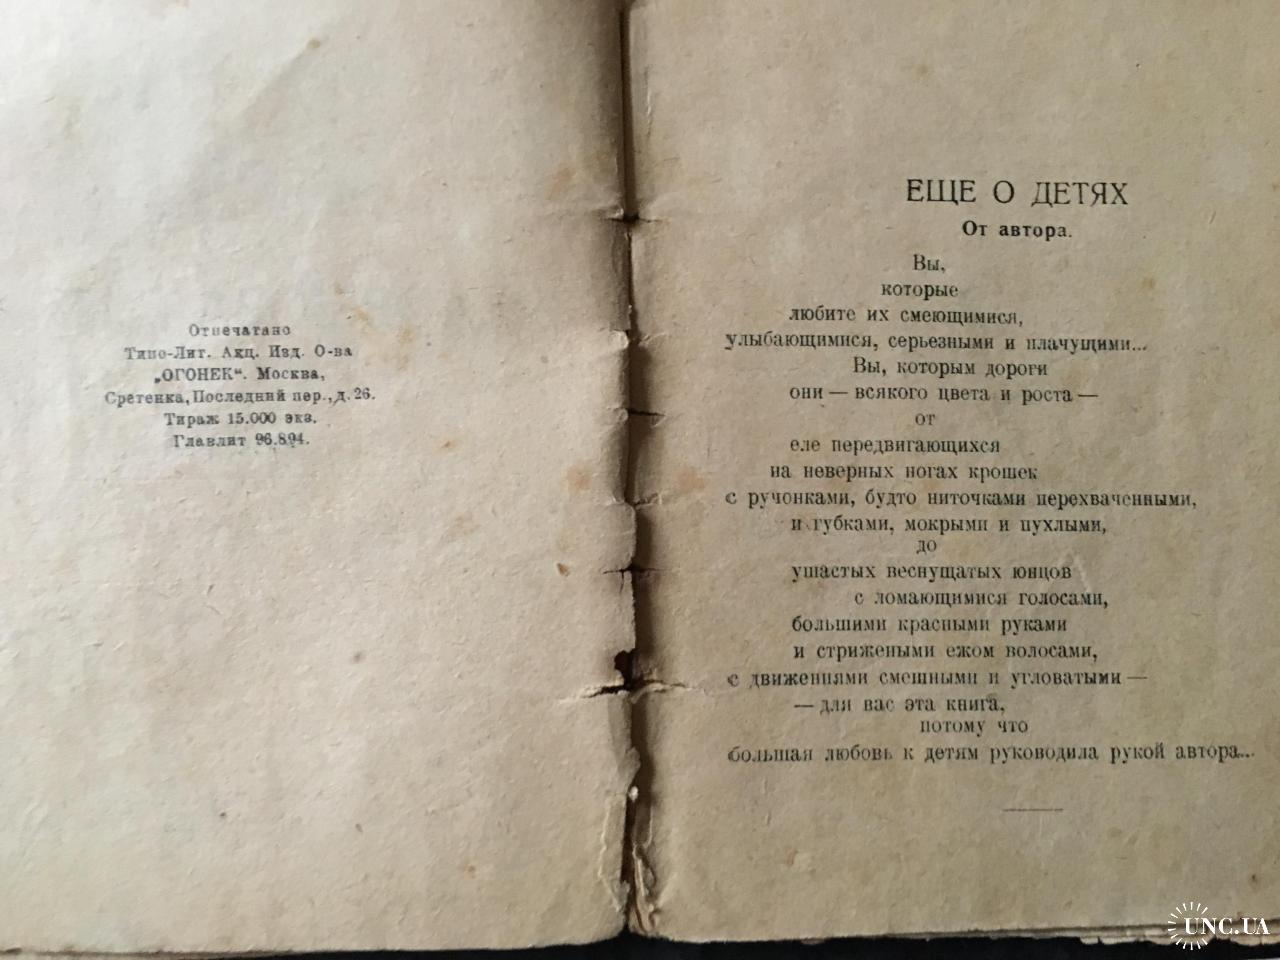 Отпечатано
Типо-Лит. Акц. Изд. О-ва
„ОГОНЕК“. Москва,
Сретенка, Последний пер., д. 26.
Тираж 15.000 экз.
Главлит 96.894.
ЕЩЕ О ДЕТЯХ
От автора.
Вы,
которые
любите их смеющимися,
улыбающимися, серьезными и плачущими...
Вы, которым дороги
они — всякого цвета и роста —
от
еле передвигающихся
на неверных ногах крошек
с ручонками, будто ниточками перехваченными,
и губками, мокрыми и пухлыми,
до
ушастых веснущатых юнцов
с ломающимися голосами,
большими красными руками
и стрижеными ежом волосами,
с движениями смешными и угловатыми —
— для вас эта книга,
потому что
большая любовь к детям руководила рукой автора...
UNC.UA